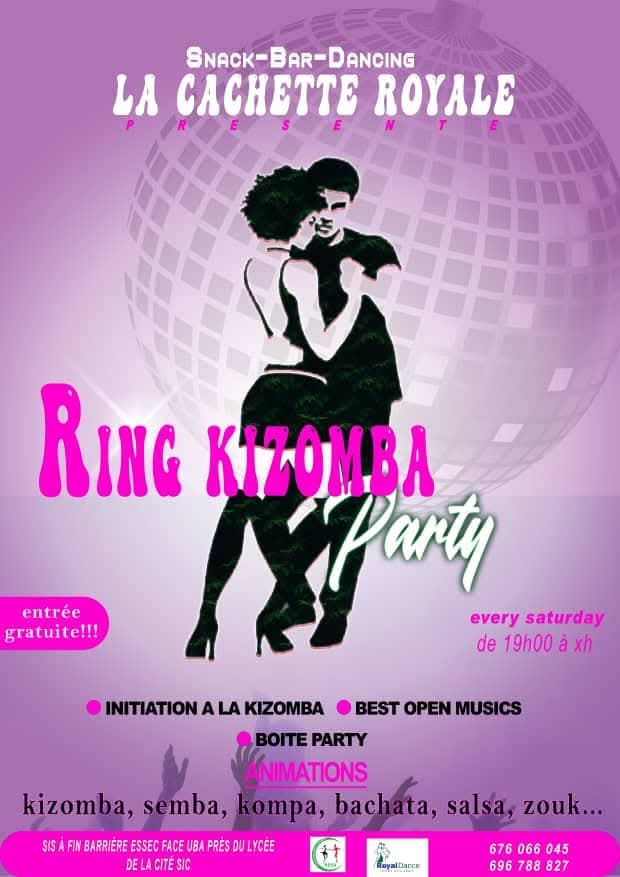 Snack-Bar-Dancing
LA CACHETTE ROYALE
PRESENTE
RING KIZOMBA
Party
entrée
gratuite!!!
every saturday
de 19h00 à xh
INITIATION A LA KIZOMBA
BEST OPEN MUSICS
BOITE PARTY
ANIMATIONS
kizomba, semba, kompa, bachata, salsa, zouk...
SIS À FIN BARRIÈRE ESSEC FACE UBA PRÈS DU LYCÉE
DE LA CITÉ SIC
RoyalDance
676 066 045
696 788 827